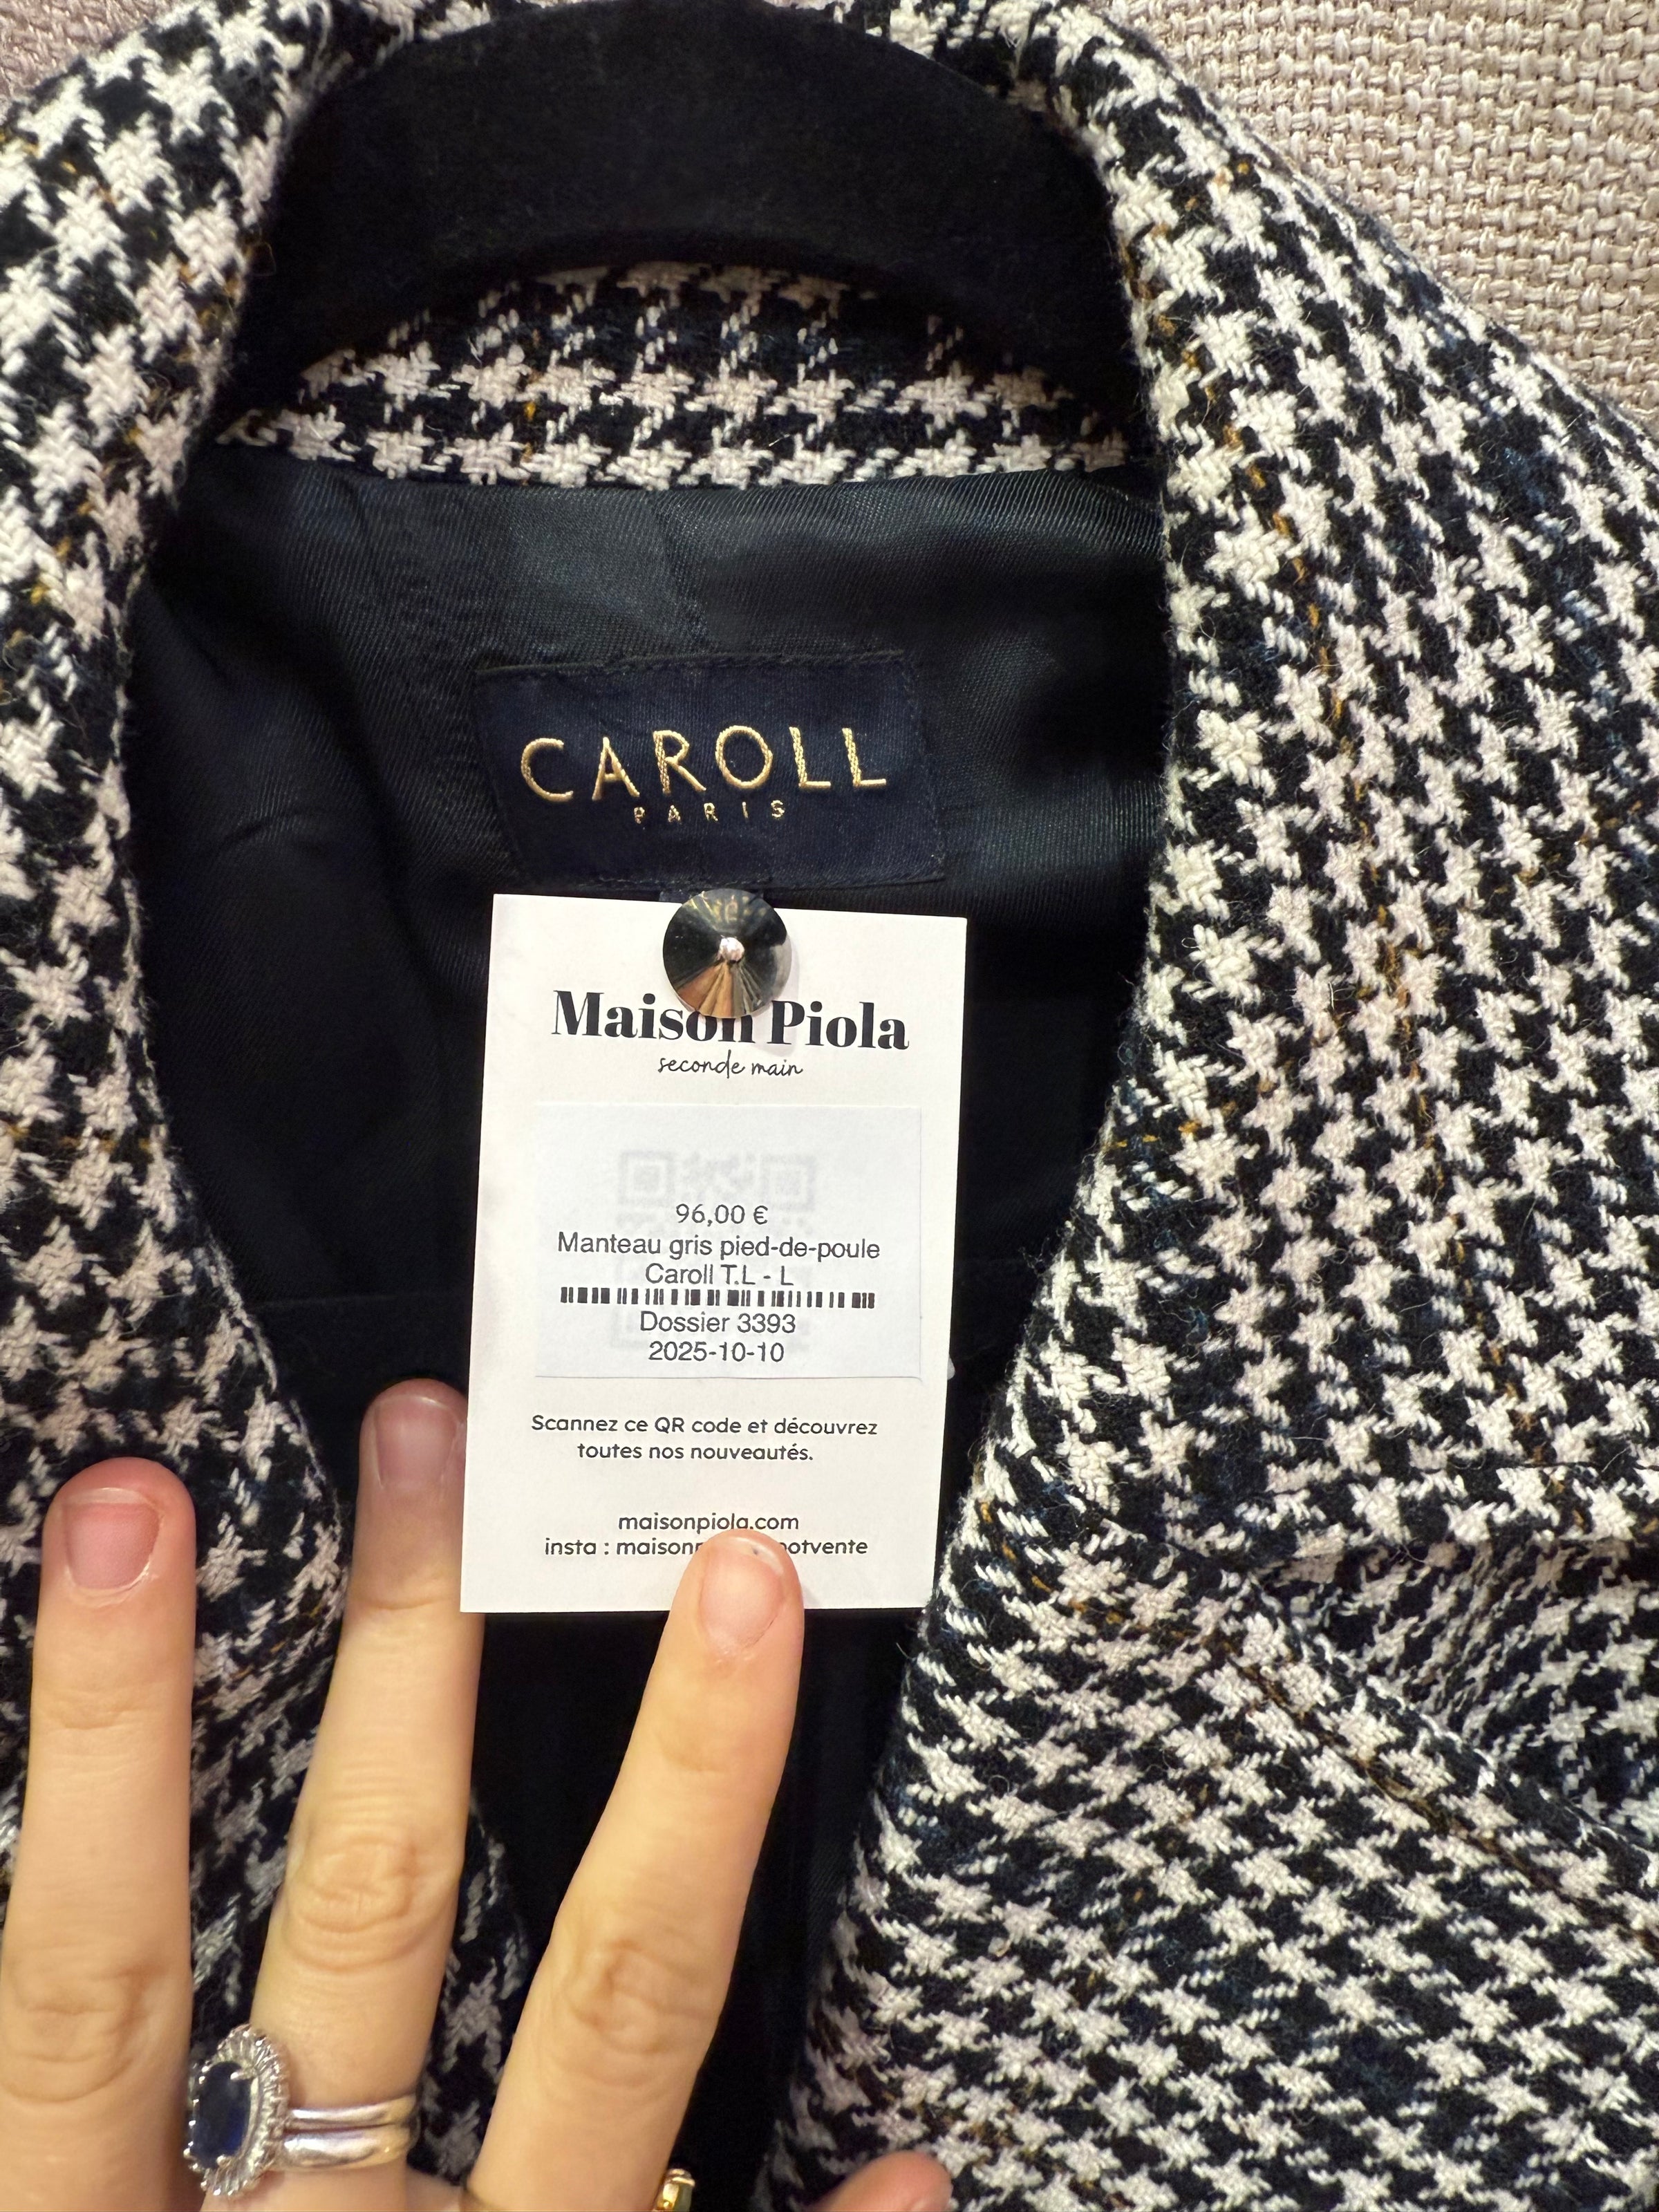 CAROLL
PARIS
Maison Piola
seconde main
96,00 €
Manteau gris pied-de-poule
Caroll T.L - L
Dossier 3393
2025-10-10
Scannez ce QR code et découvrez
toutes nos nouveautés.
maisonpiola.com
insta :